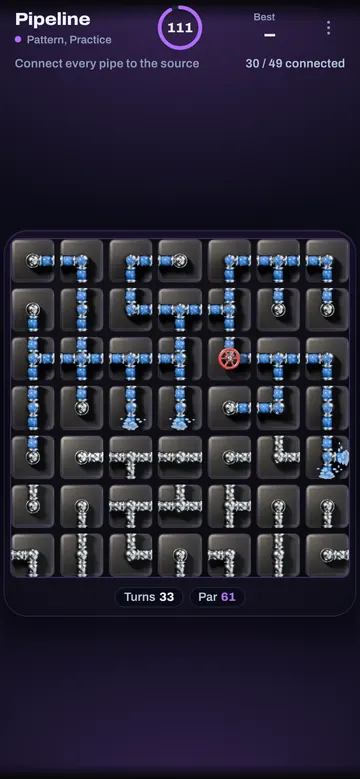 Pipeline
Pattern, Practice
111
Best
–
Connect every pipe to the source
30 / 49 connected
Turns 33
Par 61